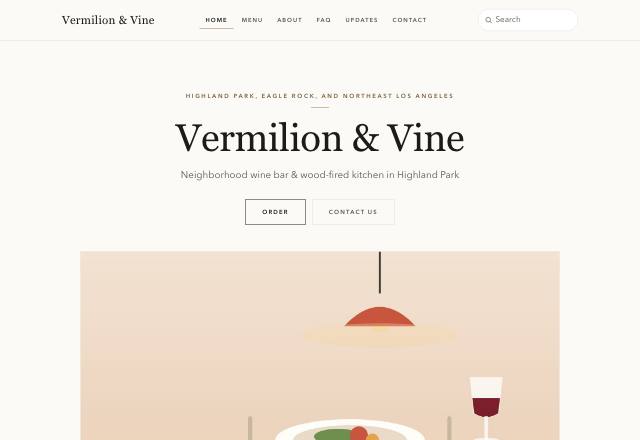 Vermilion & Vine
HOME
MENU
ABOUT
FAQ
UPDATES
CONTACT
Search
HIGHLAND PARK, EAGLE ROCK, AND NORTHEAST LOS ANGELES
Vermilion & Vine
Neighborhood wine bar & wood-fired kitchen in Highland Park
ORDER
CONTACT US